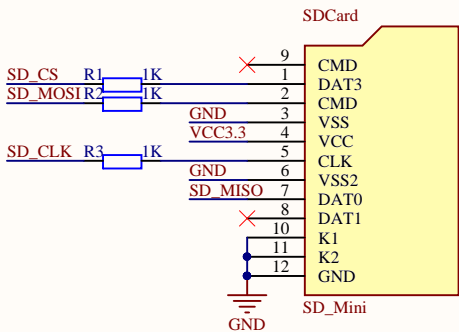 SDCard
9 CMD
SD_CS R1 1K 1 DAT3
SD_MOSI R2 1K 2 CMD
GND 3 VSS
VCC3.3 4 VCC
SD_CLK R3 1K 5 CLK
GND 6 VSS2
SD_MISO 7 DAT0
8 DAT1
10 K1
11 K2
12 GND
SD_Mini
GND